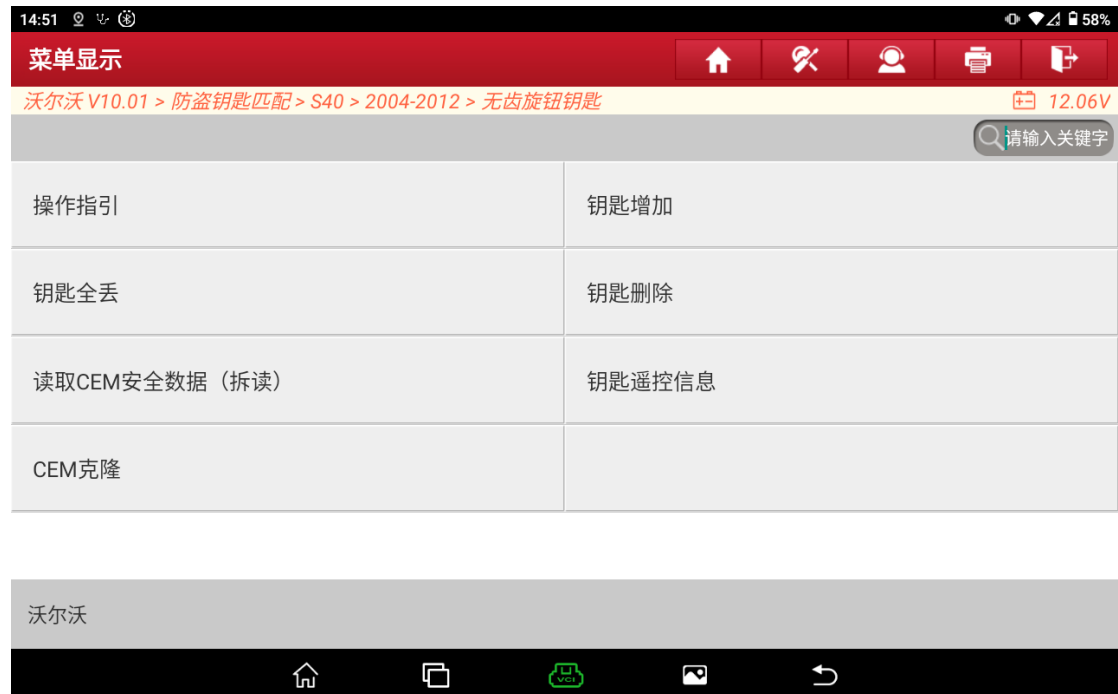 14:51 58%
菜单显示
沃尔沃 V10.01 > 防盗钥匙匹配 > S40 > 2004-2012 > 无齿旋钮钥匙 12.06V
请输入关键字
操作指引 钥匙增加
钥匙全丢 钥匙删除
读取CEM安全数据（拆读） 钥匙遥控信息
CEM克隆
沃尔沃
VCI